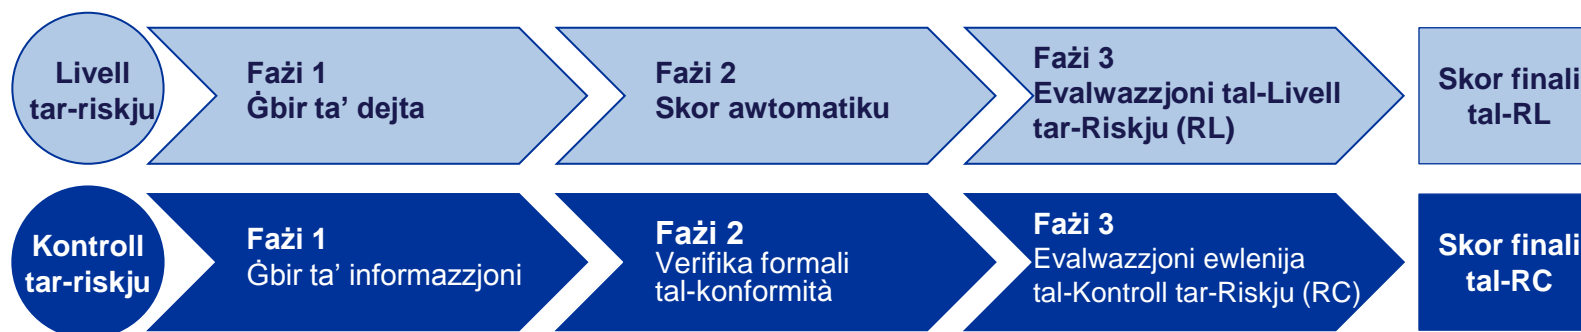 Livell
tar-riskju
Fażi 1
Ġbir ta’ dejta
Fażi 2
Skor awtomatiku
Fażi 3
Evalwazzjoni tal-Livell
tar-Riskju (RL)
Skor finali
tal-RL
Kontroll
tar-riskju
Fażi 1
Ġbir ta’ informazzjoni
Fażi 2
Verifika formali
tal-konformità
Fażi 3
Evalwazzjoni ewlenija
tal-Kontroll tar-Riskju (RC)
Skor finali
tal-RC